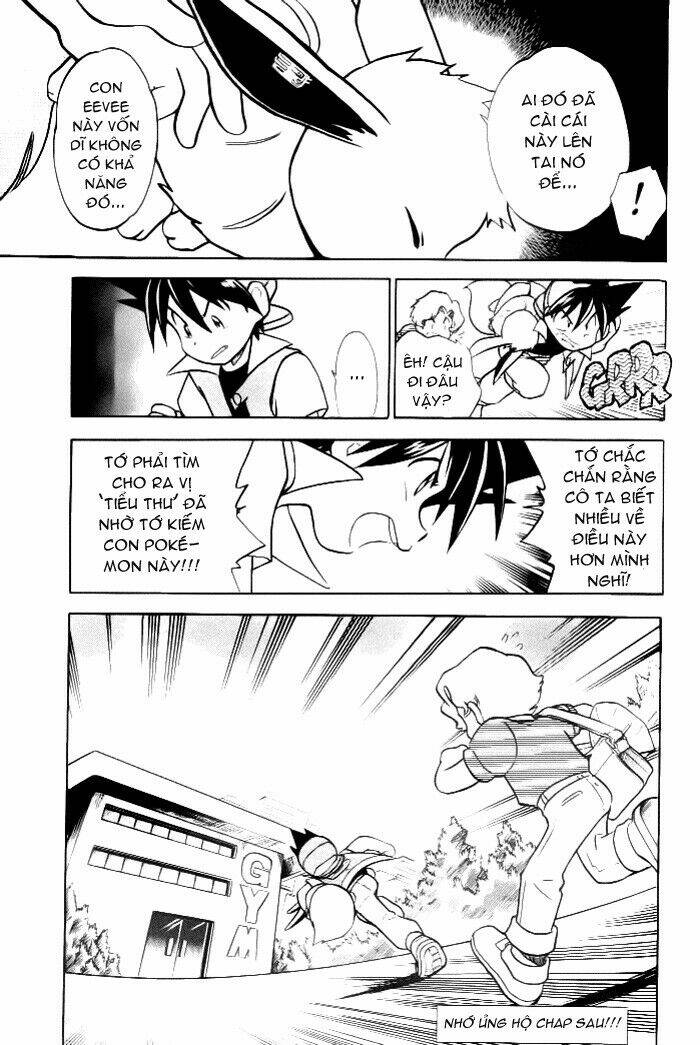 AI ĐÓ ĐÃ
CÀI CÁI
NÀY LÊN
TAI NÓ
ĐỂ...
!
CON
EEVEE
NÀY VỐN
DĨ KHÔNG
CÓ KHẢ
NĂNG
ĐÓ...
GRRR
ÊH! CẬU
ĐI ĐÂU
VẬY?
...
TỚ CHẮC
CHẮN RẰNG
CÔ TA BIẾT
NHIỀU VỀ
ĐIỀU NÀY
HƠN MÌNH
NGHĨ!
TỚ PHẢI TÌM
CHO RA VỊ
‘TIỂU THƯ’ ĐÃ
NHỜ TỚ KIẾM
CON POKÉ-
MON NÀY!!!
GYM
NHỚ ỦNG HỘ CHAP SAU!!!